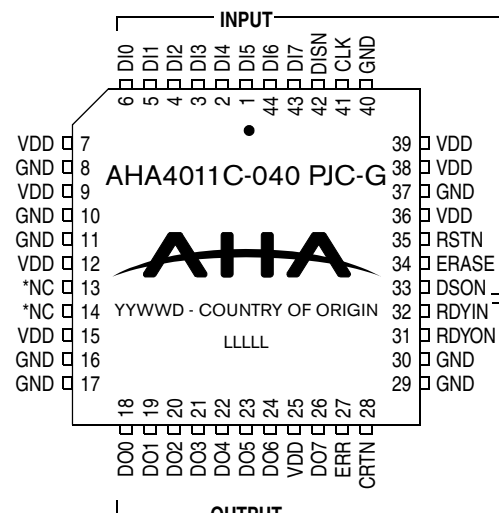 INPUT
DI0 DI1 DI2 DI3 DI4 DI5 DI6 DI7 DISN CLK GND
6 5 4 3 2 1 44 43 42 41 40
VDD 7
GND 8
VDD 9
GND 10
GND 11
VDD 12
*NC 13
*NC 14
VDD 15
GND 16
GND 17
AHA4011C-040 PJC-G
AHA
YYWWD - COUNTRY OF ORIGIN
LLLLL
39 VDD
38 VDD
37 GND
36 VDD
35 RSTN
34 ERASE
33 DSON
32 RDYIN
31 RDYON
30 GND
29 GND
18 19 20 21 22 23 24 25 26 27 28
DO0 DO1 DO2 DO3 DO4 DO5 DO6 VDD DO7 ERR CRTN
OUTPUT